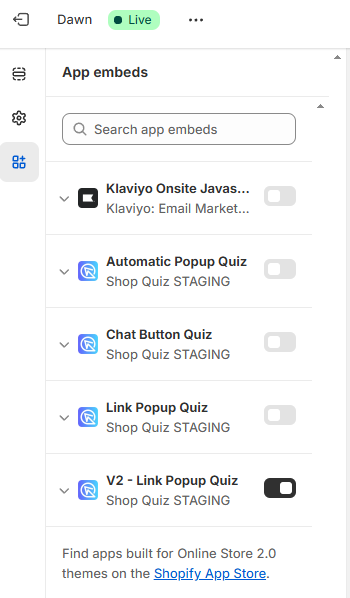 Dawn
Live
App embeds
Search app embeds
Klaviyo Onsite Javas...
Klaviyo: Email Market...
Automatic Popup Quiz
Shop Quiz STAGING
Chat Button Quiz
Shop Quiz STAGING
Link Popup Quiz
Shop Quiz STAGING
V2 - Link Popup Quiz
Shop Quiz STAGING
Find apps built for Online Store 2.0
themes on the Shopify App Store.